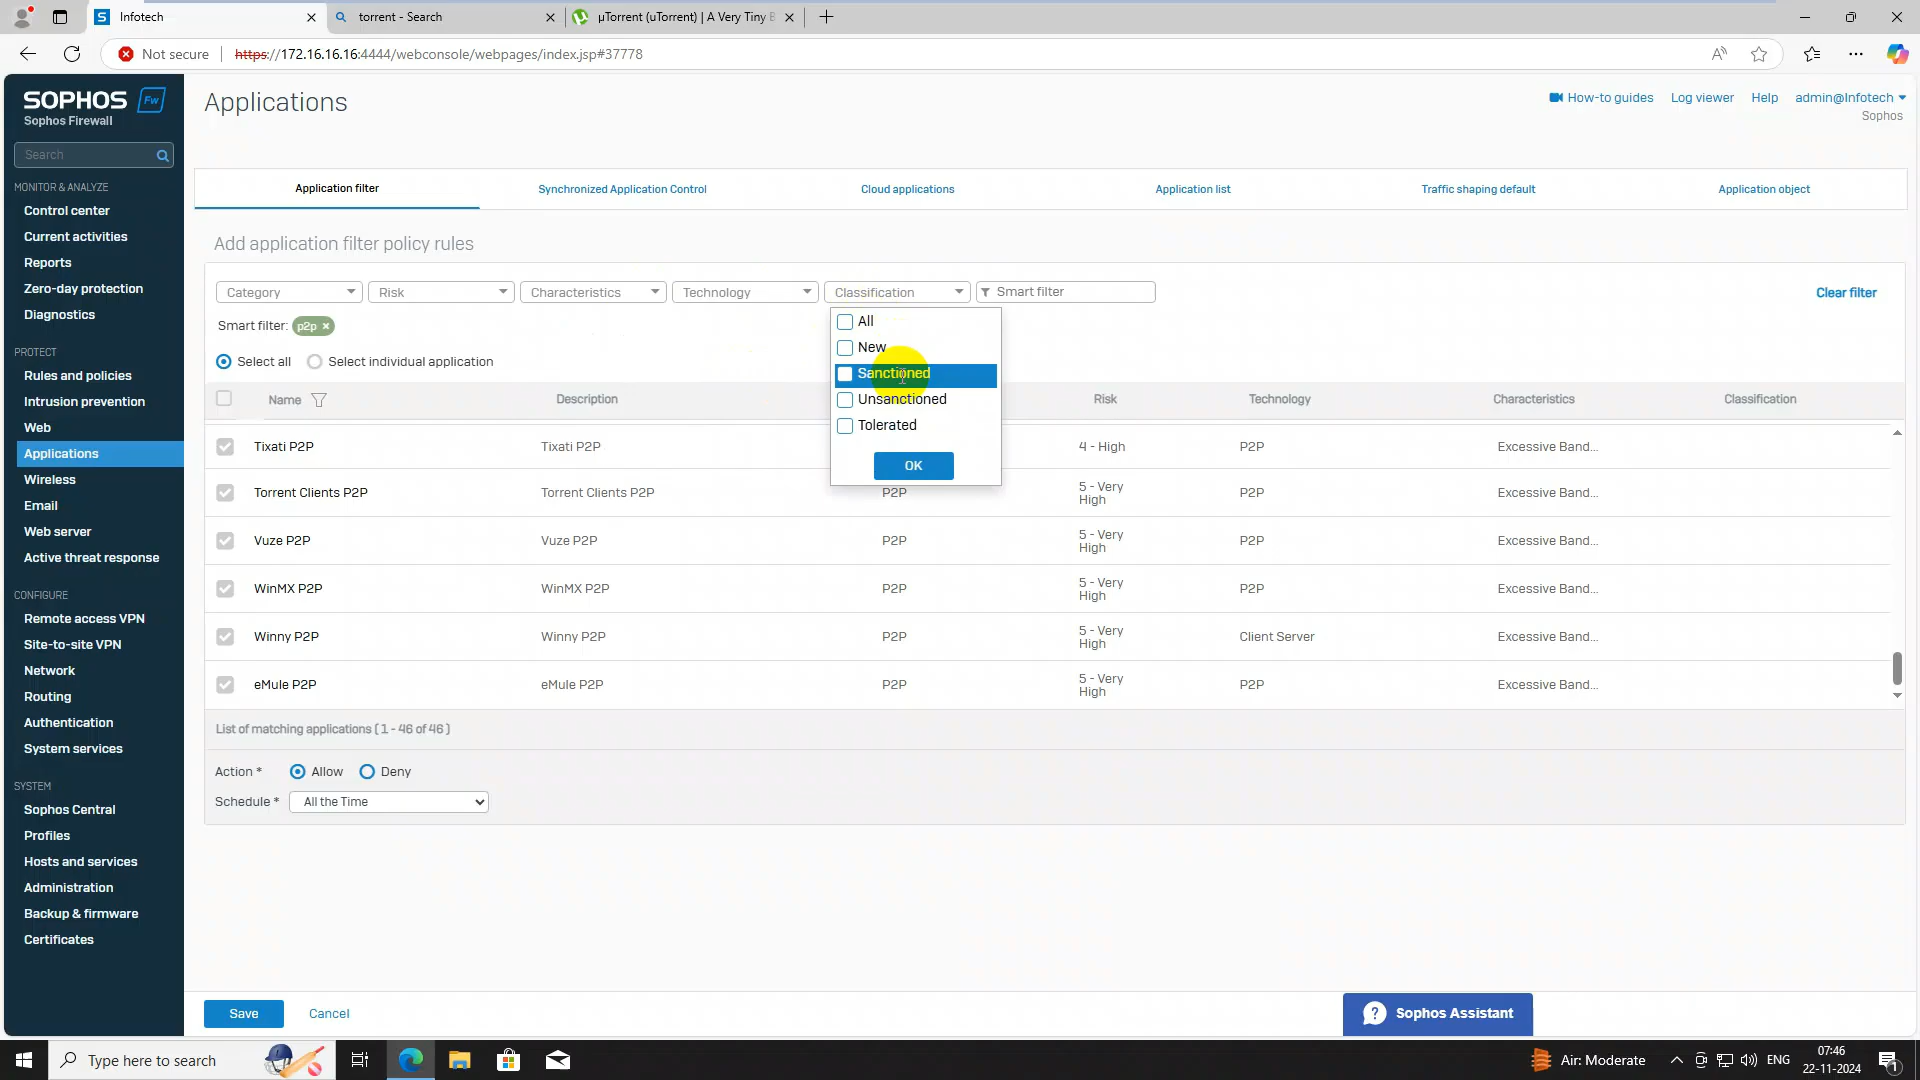 Infotech
torrent - Search
µTorrent (uTorrent) | A Very Tiny B
Not secure
https://172.16.16.16:4444/webconsole/webpages/index.jsp#37778
SOPHOS Fw
Sophos Firewall
Search
MONITOR & ANALYZE
Control center
Current activities
Reports
Zero-day protection
Diagnostics
PROTECT
Rules and policies
Intrusion prevention
Web
Applications
Wireless
Email
Web server
Active threat response
CONFIGURE
Remote access VPN
Site-to-site VPN
Network
Routing
Authentication
System services
SYSTEM
Sophos Central
Profiles
Hosts and services
Administration
Backup & firmware
Certificates
Applications
How-to guides Log viewer Help admin@Infotech
Sophos
Application filter Synchronized Application Control Cloud applications Application list Traffic shaping default Application object
Add application filter policy rules
Category Risk Characteristics Technology Classification Smart filter Clear filter
Smart filter: p2p
Select all Select individual application
All
New
Sanctioned
Unsanctioned
Tolerated
OK
Name Description Risk Technology Characteristics Classification
Tixati P2P Tixati P2P 4 - High P2P Excessive Band...
Torrent Clients P2P Torrent Clients P2P P2P 5 - Very High P2P Excessive Band...
Vuze P2P Vuze P2P P2P 5 - Very High P2P Excessive Band...
WinMX P2P WinMX P2P P2P 5 - Very High P2P Excessive Band...
Winny P2P Winny P2P P2P 5 - Very High Client Server Excessive Band...
eMule P2P eMule P2P P2P 5 - Very High P2P Excessive Band...
List of matching applications ( 1 - 46 of 46 )
Action * Allow Deny
Schedule * All the Time
Save Cancel
? Sophos Assistant
Type here to search
Air: Moderate
ENG
07:46
22-11-2024
1